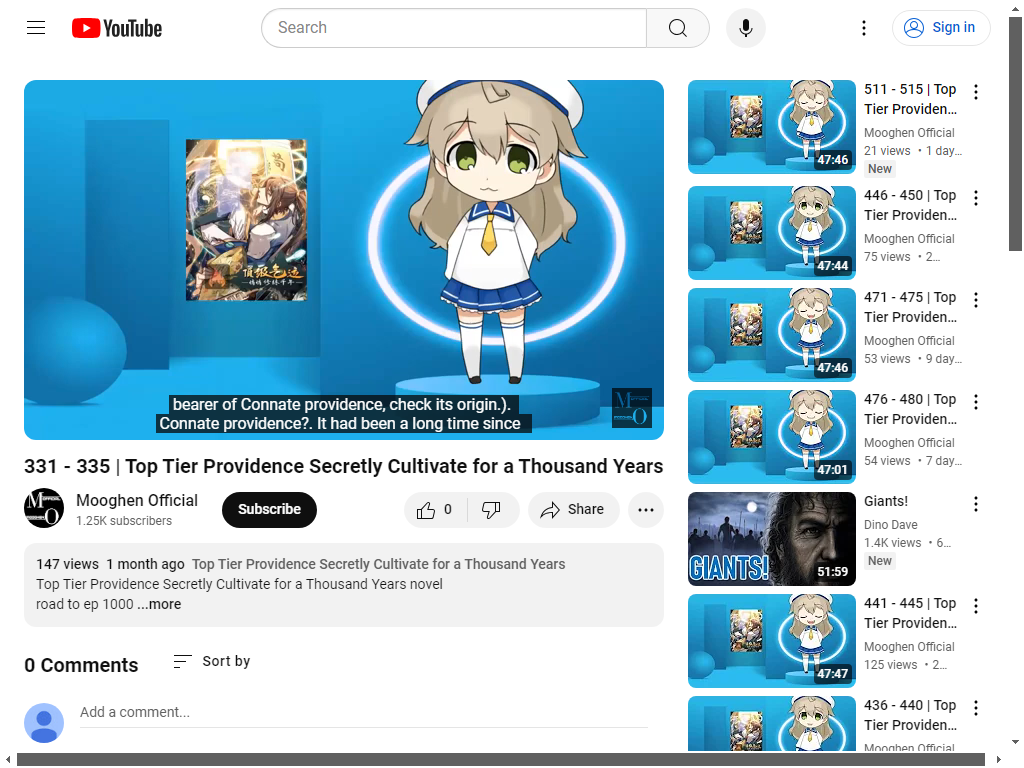 YouTube
Search
Sign in
bearer of Connate providence, check its origin.).
Connate providence?. It had been a long time since
331 - 335 | Top Tier Providence Secretly Cultivate for a Thousand Years
Mooghen Official
1.25K subscribers
Subscribe
0
Share
147 views 1 month ago Top Tier Providence Secretly Cultivate for a Thousand Years
Top Tier Providence Secretly Cultivate for a Thousand Years novel
road to ep 1000 ...more
0 Comments
Sort by
Add a comment...
511 - 515 | Top
Tier Providen...
Mooghen Official
21 views • 1 day...
New
47:46
446 - 450 | Top
Tier Providen...
Mooghen Official
75 views • 2...
47:44
471 - 475 | Top
Tier Providen...
Mooghen Official
53 views • 9 day...
47:46
476 - 480 | Top
Tier Providen...
Mooghen Official
54 views • 7 day...
47:01
GIANTS!
51:59
Giants!
Dino Dave
1.4K views • 6...
New
441 - 445 | Top
Tier Providen...
Mooghen Official
125 views • 2...
47:47
436 - 440 | Top
Tier Providen...
Mooghen Official